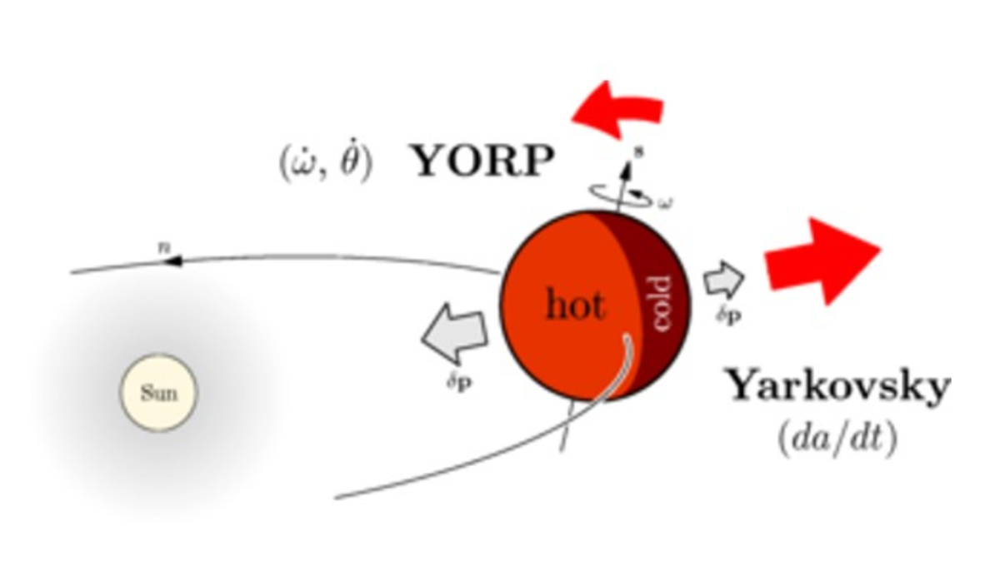 s
(ω̇, θ̇) YORP
ω
n
hot
cold
δp
δp
Sun
Yarkovsky
(da/dt)